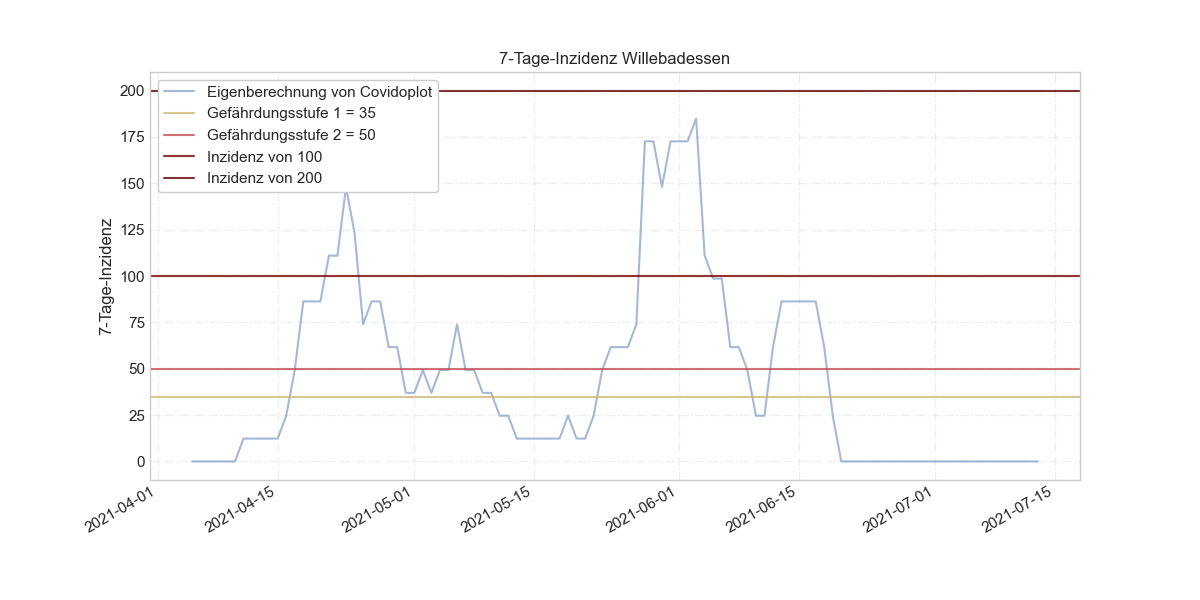 7-Tage-Inzidenz Willebadessen
Eigenberechnung von Covidoplot
Gefährdungsstufe 1 = 35
Gefährdungsstufe 2 = 50
Inzidenz von 100
Inzidenz von 200
7-Tage-Inzidenz
200
175
150
125
100
75
50
25
0
2021-04-01
2021-04-15
2021-05-01
2021-05-15
2021-06-01
2021-06-15
2021-07-01
2021-07-15